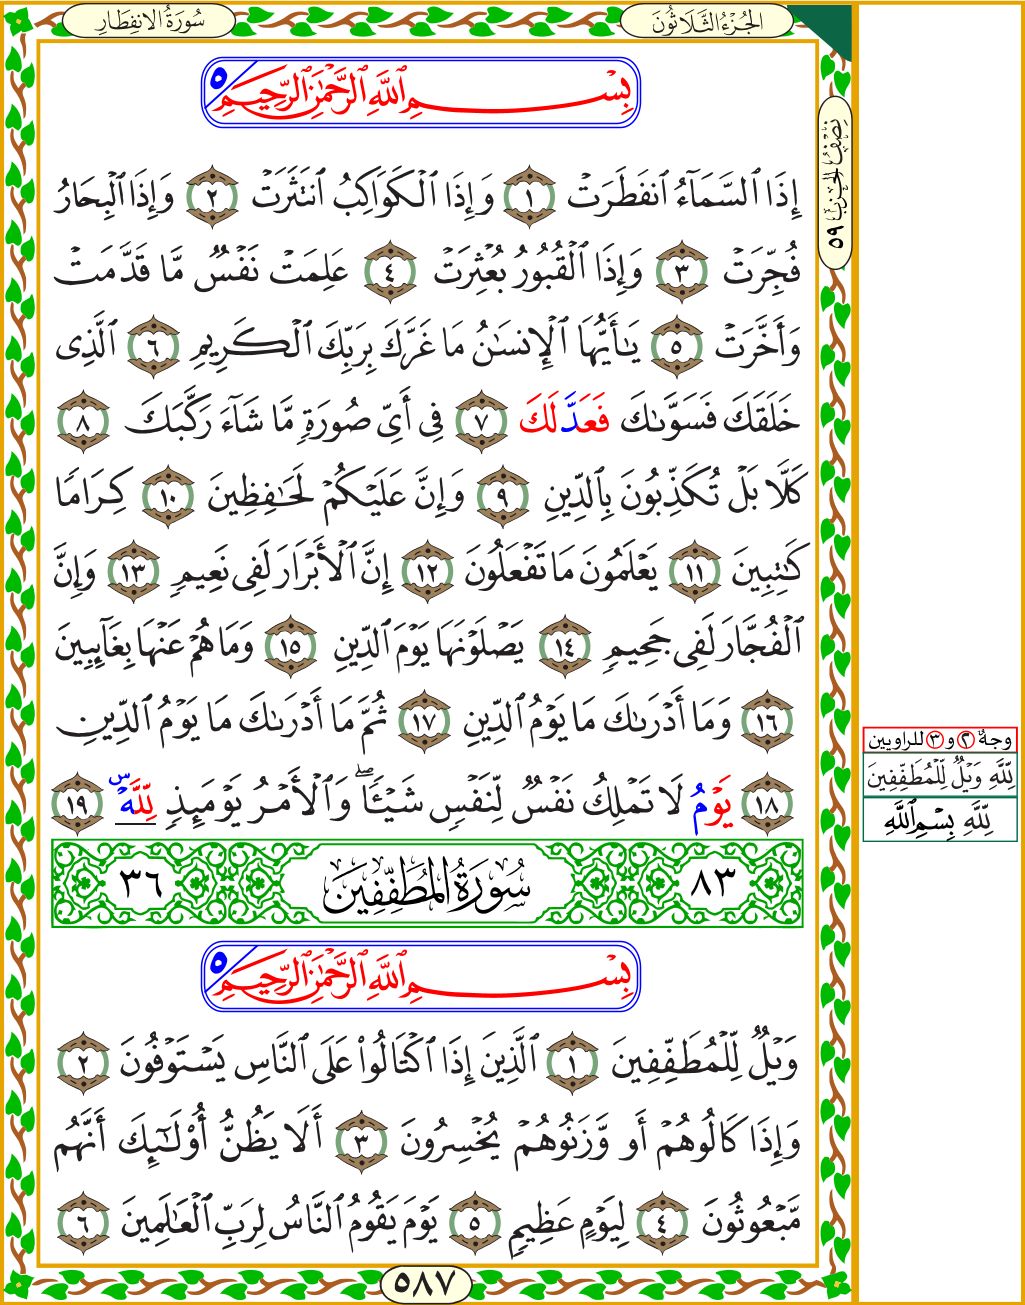 سُورَةُ الانفِطَارِ
الجُزْءُ الثَّلَاثُونَ
نِصْفُ الحِزْبِ ٥٩
بِسْمِ ٱللَّهِ ٱلرَّحْمَٰنِ ٱلرَّحِيمِ ٥
إِذَا ٱلسَّمَآءُ ٱنفَطَرَتْ ١ وَإِذَا ٱلْكَوَاكِبُ ٱنتَثَرَتْ ٢ وَإِذَا ٱلْبِحَارُ
فُجِّرَتْ ٣ وَإِذَا ٱلْقُبُورُ بُعْثِرَتْ ٤ عَلِمَتْ نَفْسٌ مَّا قَدَّمَتْ
وَأَخَّرَتْ ٥ يَٰأَيُّهَا ٱلْإِنسَٰنُ مَا غَرَّكَ بِرَبِّكَ ٱلْكَرِيمِ ٦ ٱلَّذِى
خَلَقَكَ فَسَوَّىٰكَ فَعَدَّلَكَ ٧ فِى أَىِّ صُورَةٍ مَّا شَآءَ رَكَّبَكَ ٨
كَلَّا بَلْ تُكَذِّبُونَ بِٱلدِّينِ ٩ وَإِنَّ عَلَيْكُمْ لَحَٰفِظِينَ ١٠ كِرَامًا
كَٰتِبِينَ ١١ يَعْلَمُونَ مَا تَفْعَلُونَ ١٢ إِنَّ ٱلْأَبْرَارَ لَفِى نَعِيمٍ ١٣ وَإِنَّ
ٱلْفُجَّارَ لَفِى جَحِيمٍ ١٤ يَصْلَوْنَهَا يَوْمَ ٱلدِّينِ ١٥ وَمَا هُمْ عَنْهَا بِغَآئِبِينَ
١٦ وَمَا أَدْرَىٰكَ مَا يَوْمُ ٱلدِّينِ ١٧ ثُمَّ مَا أَدْرَىٰكَ مَا يَوْمُ ٱلدِّينِ
١٨ يَوْمُ لَا تَمْلِكُ نَفْسٌ لِّنَفْسٍ شَيْـًٔا ۖ وَٱلْأَمْرُ يَوْمَئِذٍ لِّلَّهِ س ١٩
٨٣ سُورَةُ المُطَفِّفِينَ ٣٦
بِسْمِ ٱللَّهِ ٱلرَّحْمَٰنِ ٱلرَّحِيمِ ٥
وَيْلٌ لِّلْمُطَفِّفِينَ ١ ٱلَّذِينَ إِذَا ٱكْتَالُوا۟ عَلَى ٱلنَّاسِ يَسْتَوْفُونَ ٢
وَإِذَا كَالُوهُمْ أَو وَّزَنُوهُمْ يُخْسِرُونَ ٣ أَلَا يَظُنُّ أُو۟لَٰٓئِكَ أَنَّهُم
مَّبْعُوثُونَ ٤ لِيَوْمٍ عَظِيمٍ ٥ يَوْمَ يَقُومُ ٱلنَّاسُ لِرَبِّ ٱلْعَٰلَمِينَ ٦
٥٨٧
وجهٌ ٢ و ٣ للراويين
لِّلَّهِ وَيْلٌ لِّلْمُطَفِّفِينَ
لِّلَّهِ بِسْمِ ٱللَّهِ